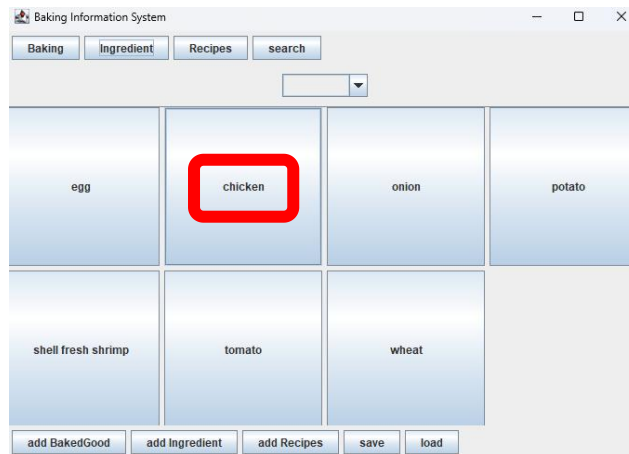 Baking Information System
Baking Ingredient Recipes search
egg chicken onion potato
shell fresh shrimp tomato wheat
add BakedGood add Ingredient add Recipes save load